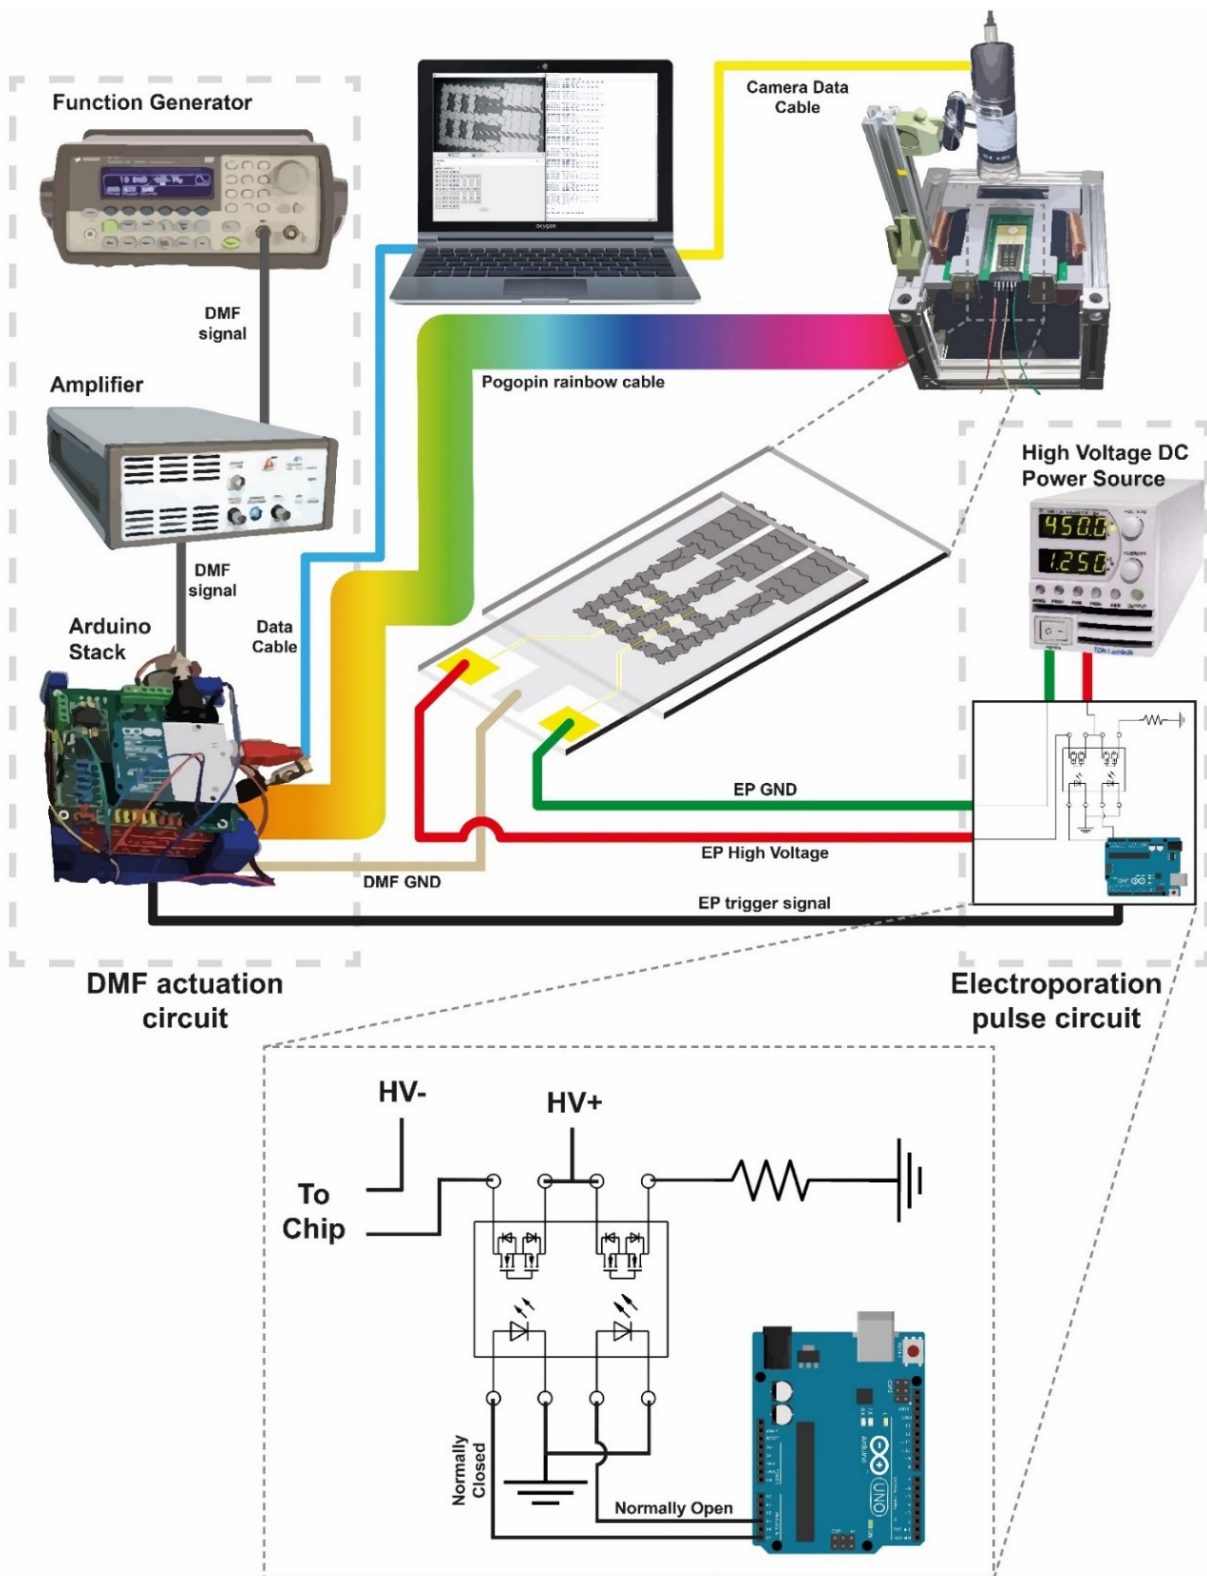 Function Generator
Camera Data
Cable
DMF
signal
Amplifier
Pogopin rainbow cable
High Voltage DC
Power Source
450.0
1.250
DMF
signal
Arduino
Stack
Data
Cable
TDK-Lambda
EP GND
EP High Voltage
DMF GND
EP trigger signal
DMF actuation
circuit
Electroporation
pulse circuit
HV-
HV+
To
Chip
Normally
Closed
Normally Open
UNO